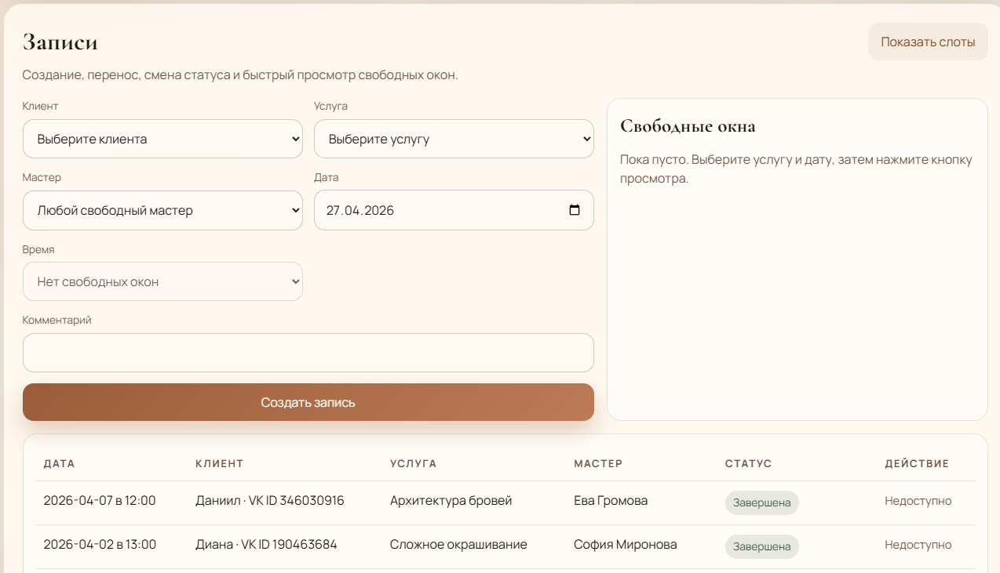 Записи
Показать слоты
Создание, перенос, смена статуса и быстрый просмотр свободных окон.
Клиент
Услуга
Выберите клиента
Выберите услугу
Мастер
Дата
Любой свободный мастер
27.04.2026
Время
Нет свободных окон
Комментарий
Создать запись
Свободные окна
Пока пусто. Выберите услугу и дату, затем нажмите кнопку
просмотра.
ДАТА КЛИЕНТ УСЛУГА МАСТЕР СТАТУС ДЕЙСТВИЕ
2026-04-07 в 12:00 Даниил · VK ID 346030916 Архитектура бровей Ева Громова Завершена Недоступно
2026-04-02 в 13:00 Диана · VK ID 190463684 Сложное окрашивание София Миронова Завершена Недоступно